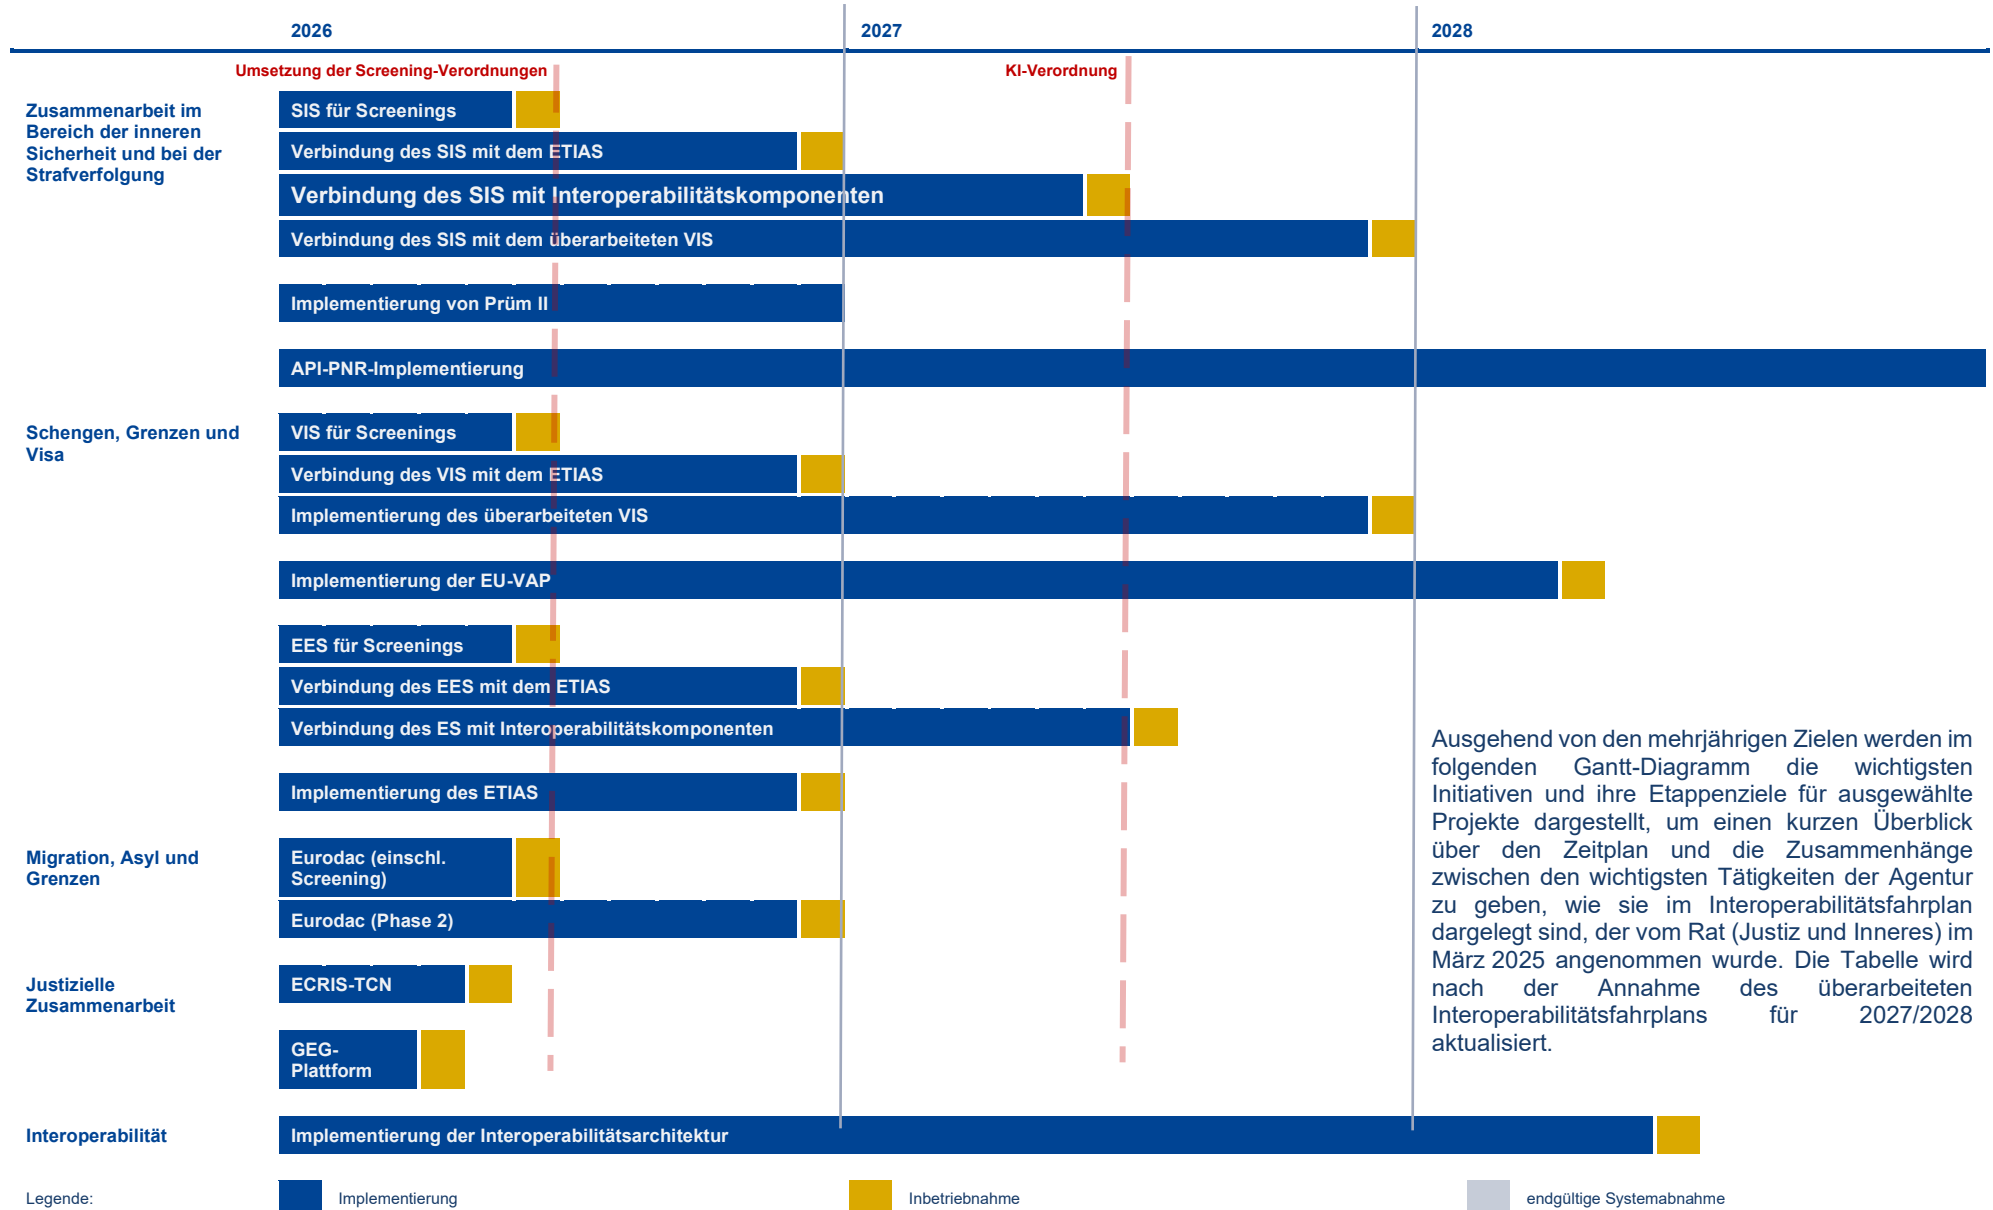 2026
2027
2028
Umsetzung der Screening-Verordnungen
KI-Verordnung
Zusammenarbeit im
Bereich der inneren
Sicherheit und bei der
Strafverfolgung
SIS für Screenings
Verbindung des SIS mit dem ETIAS
Verbindung des SIS mit Interoperabilitätskomponenten
Verbindung des SIS mit dem überarbeiteten VIS
Implementierung von Prüm II
API-PNR-Implementierung
Schengen, Grenzen und
Visa
VIS für Screenings
Verbindung des VIS mit dem ETIAS
Implementierung des überarbeiteten VIS
Implementierung der EU-VAP
EES für Screenings
Verbindung des EES mit dem ETIAS
Verbindung des ES mit Interoperabilitätskomponenten
Implementierung des ETIAS
Migration, Asyl und
Grenzen
Eurodac (einschl.
Screening)
Eurodac (Phase 2)
Justizielle
Zusammenarbeit
ECRIS-TCN
GEG-
Plattform
Interoperabilität
Implementierung der Interoperabilitätsarchitektur
Ausgehend von den mehrjährigen Zielen werden im
folgenden Gantt-Diagramm die wichtigsten
Initiativen und ihre Etappenziele für ausgewählte
Projekte dargestellt, um einen kurzen Überblick
über den Zeitplan und die Zusammenhänge
zwischen den wichtigsten Tätigkeiten der Agentur
zu geben, wie sie im Interoperabilitätsfahrplan
dargelegt sind, der vom Rat (Justiz und Inneres) im
März 2025 angenommen wurde. Die Tabelle wird
nach der Annahme des überarbeiteten
Interoperabilitätsfahrplans für 2027/2028
aktualisiert.
Legende:
Implementierung
Inbetriebnahme
endgültige Systemabnahme